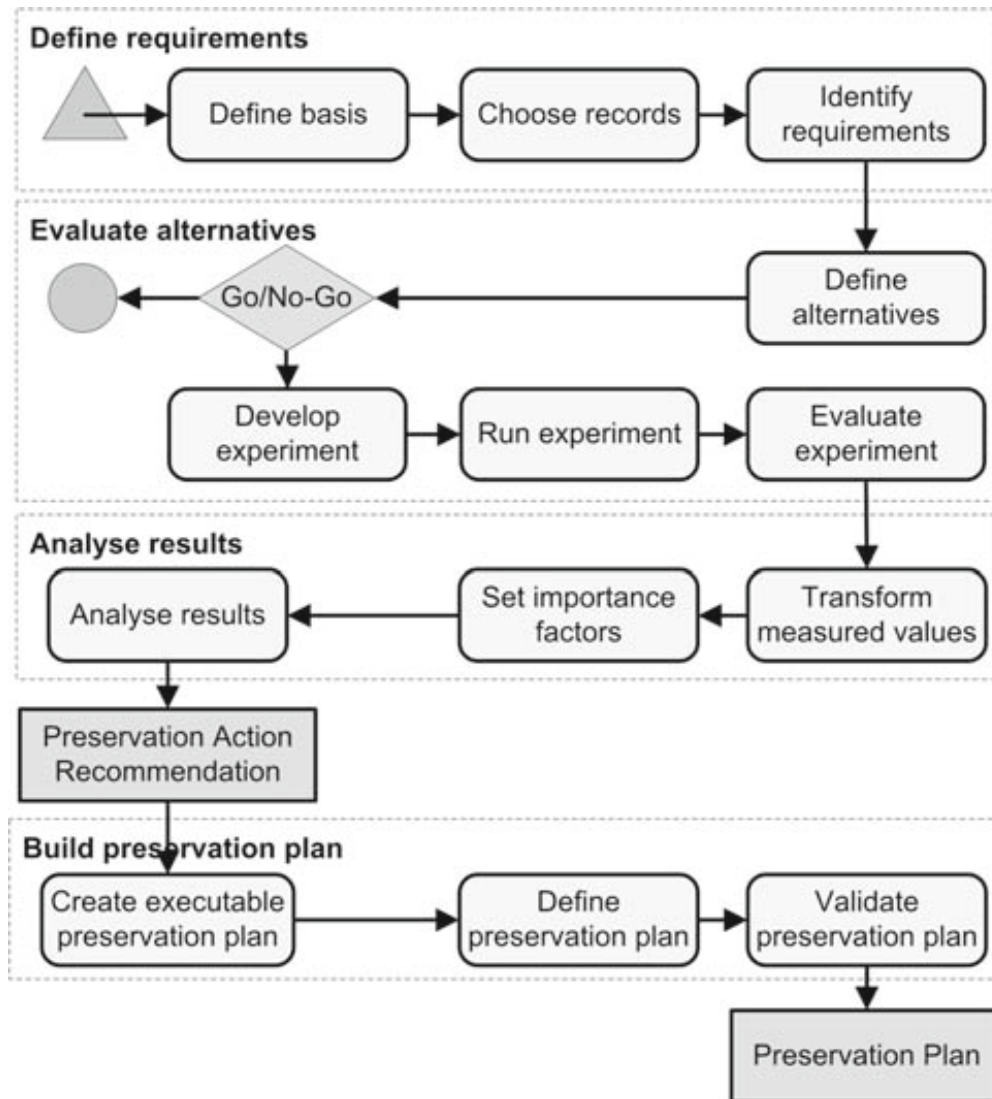 Define requirements
Define basis
Choose records
Identify
requirements
Evaluate alternatives
Define
alternatives
Go/No-Go
Develop
experiment
Run experiment
Evaluate
experiment
Analyse results
Transform
measured values
Set importance
factors
Analyse results
Preservation Action
Recommendation
Build preservation plan
Create executable
preservation plan
Define
preservation plan
Validate
preservation plan
Preservation Plan